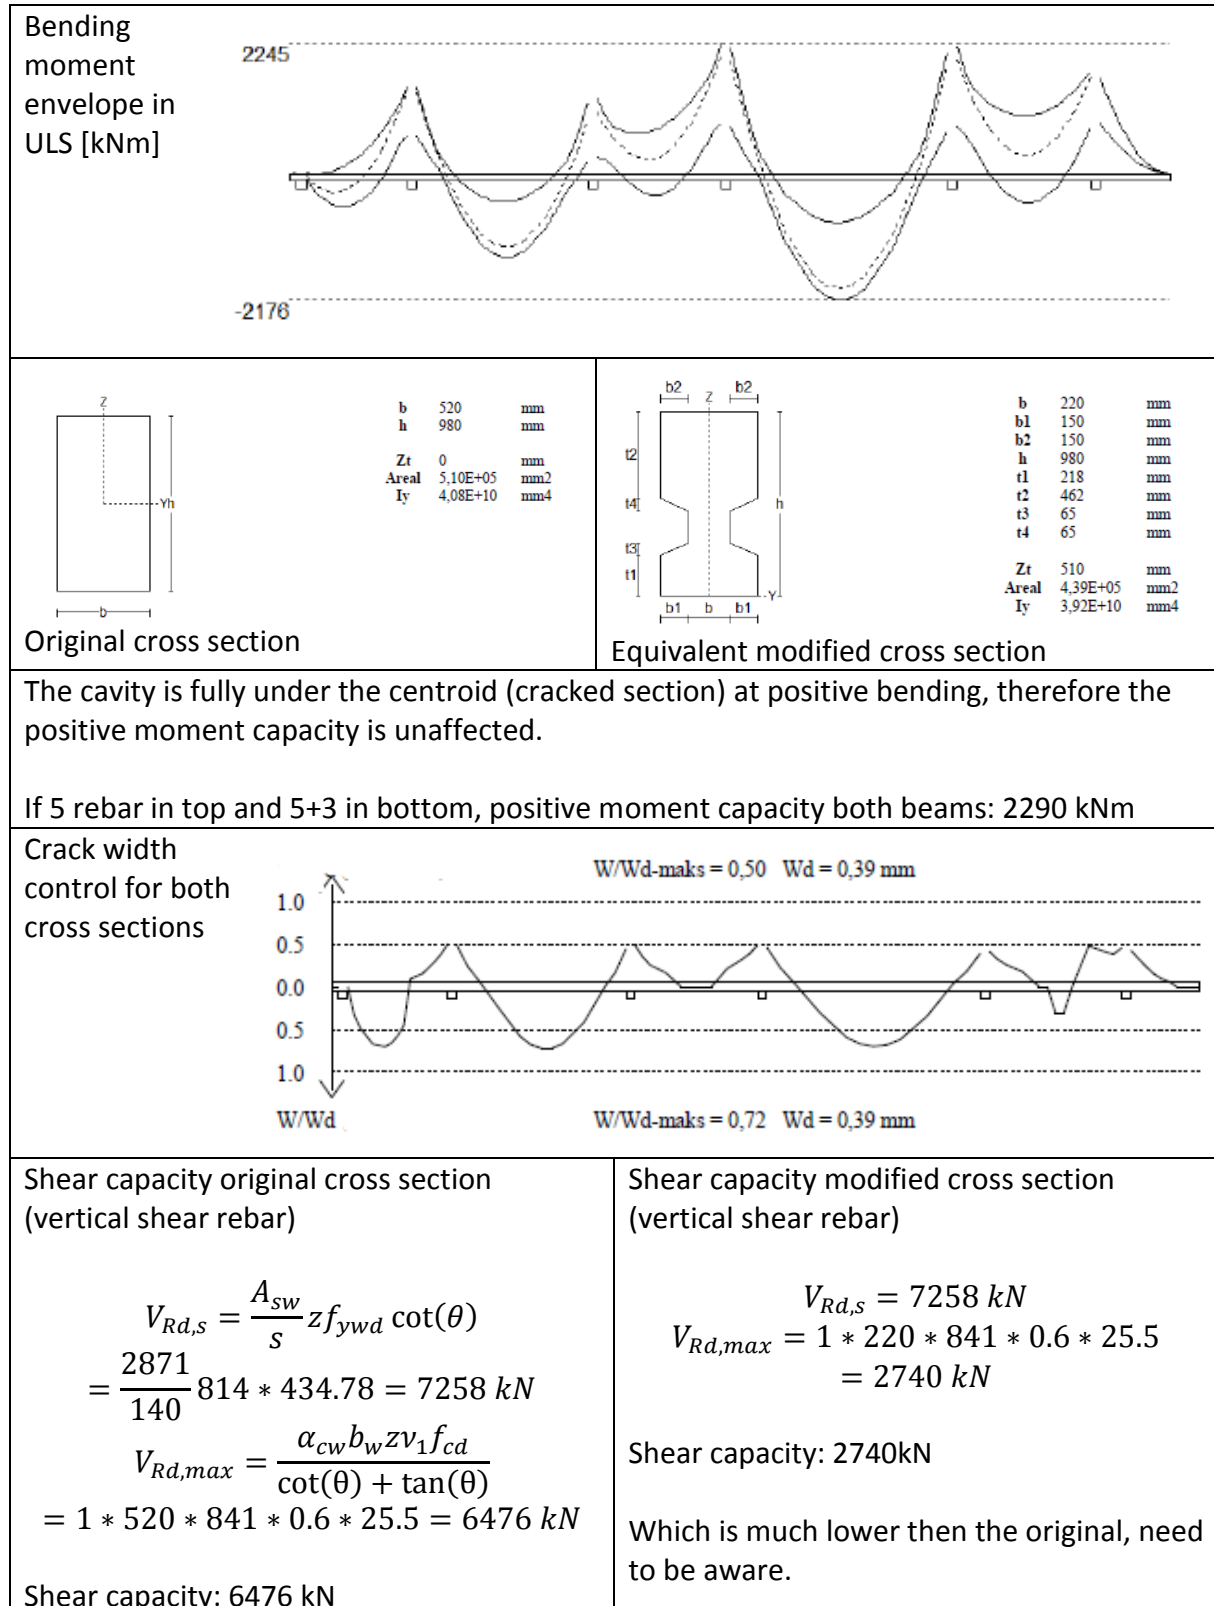 Bending
moment
envelope in
ULS [kNm]
2245
-2176
Z
Yh
b
b 520 mm
h 980 mm
Zt 0 mm
Areal 5,10E+05 mm2
Iy 4,08E+10 mm4
Original cross section
b2 Z b2
t2
t4
h
t3
t1
Y
b1 b b1
b 220 mm
b1 150 mm
b2 150 mm
h 980 mm
t1 218 mm
t2 462 mm
t3 65 mm
t4 65 mm
Zt 510 mm
Areal 4,39E+05 mm2
Iy 3,92E+10 mm4
Equivalent modified cross section
The cavity is fully under the centroid (cracked section) at positive bending, therefore the
positive moment capacity is unaffected.
If 5 rebar in top and 5+3 in bottom, positive moment capacity both beams: 2290 kNm
Crack width
control for both
cross sections
W/Wd-maks = 0,50 Wd = 0,39 mm
1.0
0.5
0.0
0.5
1.0
W/Wd
W/Wd-maks = 0,72 Wd = 0,39 mm
Shear capacity original cross section
(vertical shear rebar)
V_{Rd,s} = \frac{A_{sw}}{s} z f_{ywd} cot(θ)
= \frac{2871}{140} 814 * 434.78 = 7258 kN
V_{Rd,max} = \frac{α_{cw} b_w z ν_1 f_{cd}}{cot(θ) + tan(θ)}
= 1 * 520 * 841 * 0.6 * 25.5 = 6476 kN
Shear capacity: 6476 kN
Shear capacity modified cross section
(vertical shear rebar)
V_{Rd,s} = 7258 kN
V_{Rd,max} = 1 * 220 * 841 * 0.6 * 25.5
= 2740 kN
Shear capacity: 2740kN
Which is much lower then the original, need
to be aware.